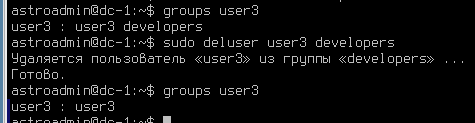 astroadmin@dc-1:~$ groups user3
user3 : user3 developers
astroadmin@dc-1:~$ sudo deluser user3 developers
Удаляется пользователь «user3» из группы «developers» ...
Готово.
astroadmin@dc-1:~$ groups user3
user3 : user3
astroadmin@dc-1:~$